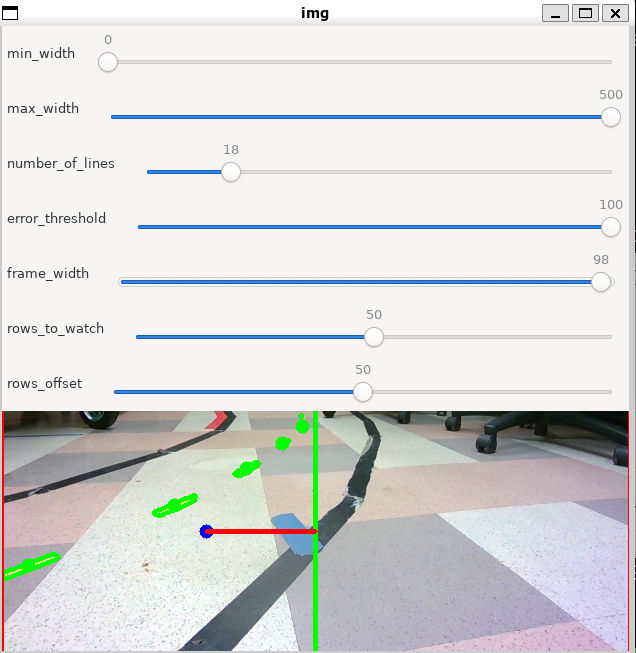 img
0
min_width
500
max_width
18
number_of_lines
100
error_threshold
98
frame_width
50
rows_to_watch
50
rows_offset